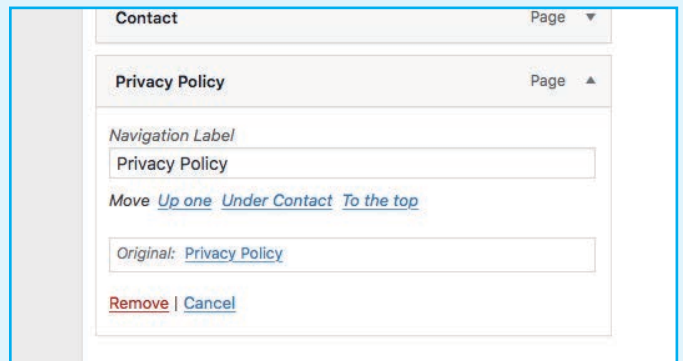 Contact Page ▼
Privacy Policy Page ▲
Navigation Label
Privacy Policy
Move Up one Under Contact To the top
Original: Privacy Policy
Remove | Cancel